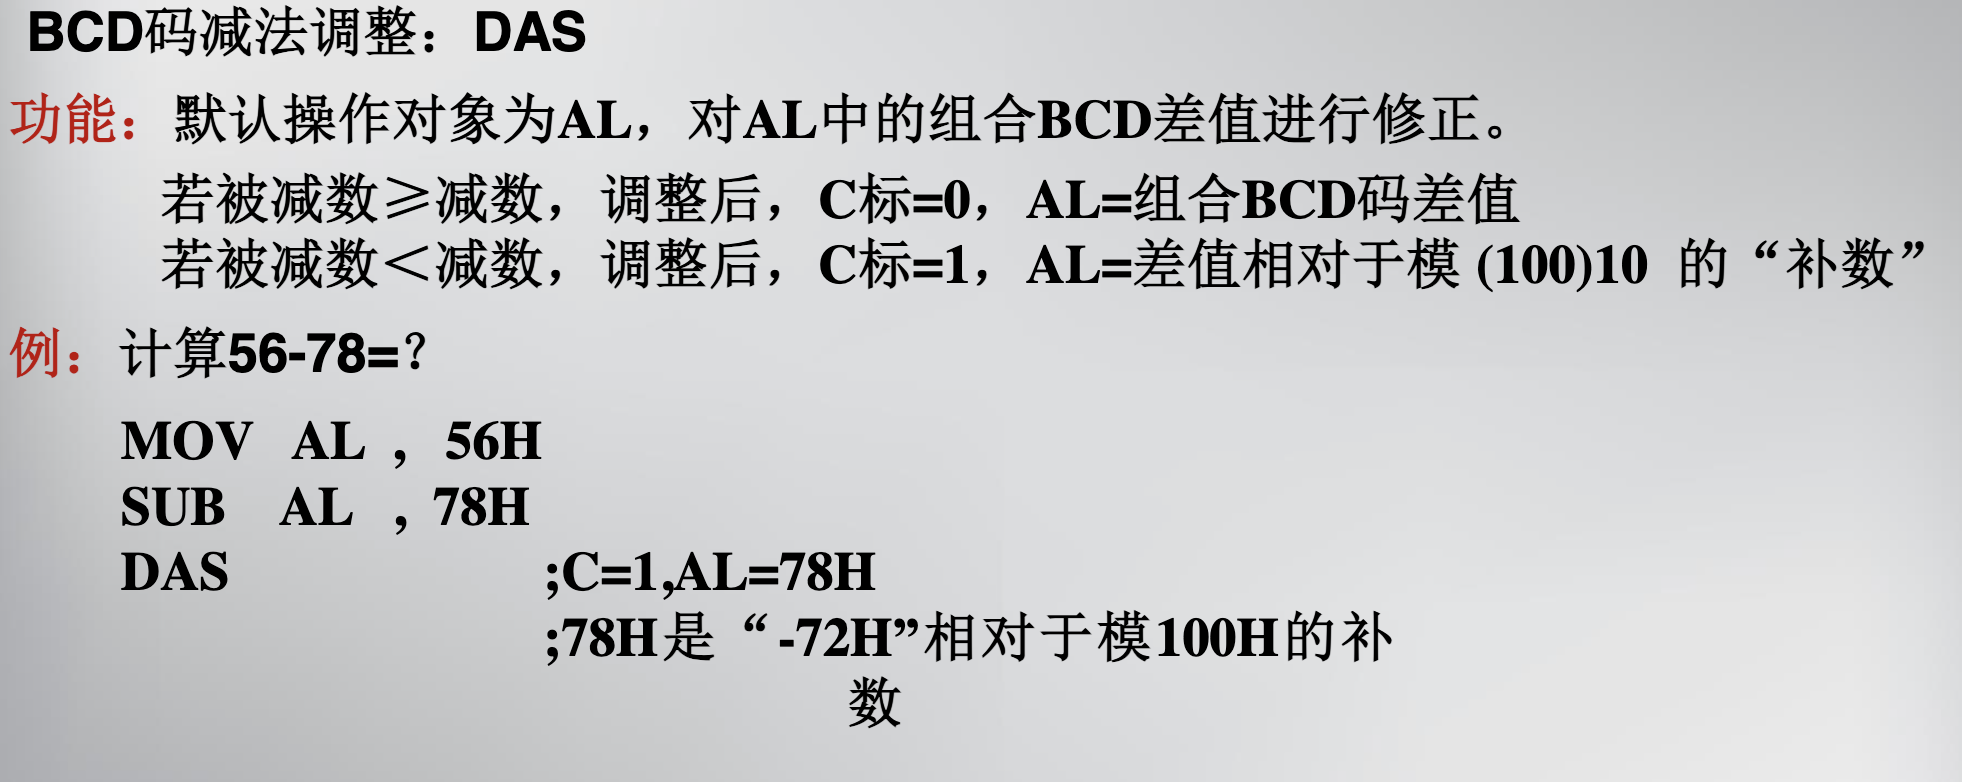 BCD码减法调整：DAS
功能：默认操作对象为AL，对AL中的组合BCD差值进行修正。
若被减数≥减数，调整后，C标=0，AL=组合BCD码差值
若被减数＜减数，调整后，C标=1，AL=差值相对于模 (100)10 的“补数”
例：计算56-78=？
MOV AL , 56H
SUB AL , 78H
DAS ;C=1,AL=78H
;78H是“-72H”相对于模100H的补
数